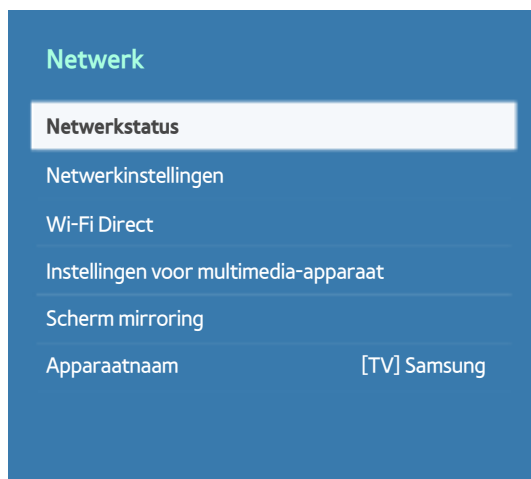 Netwerk
Netwerkstatus
Netwerkinstellingen
Wi-Fi Direct
Instellingen voor multimedia-apparaat
Scherm mirroring
Apparaatnaam [TV] Samsung